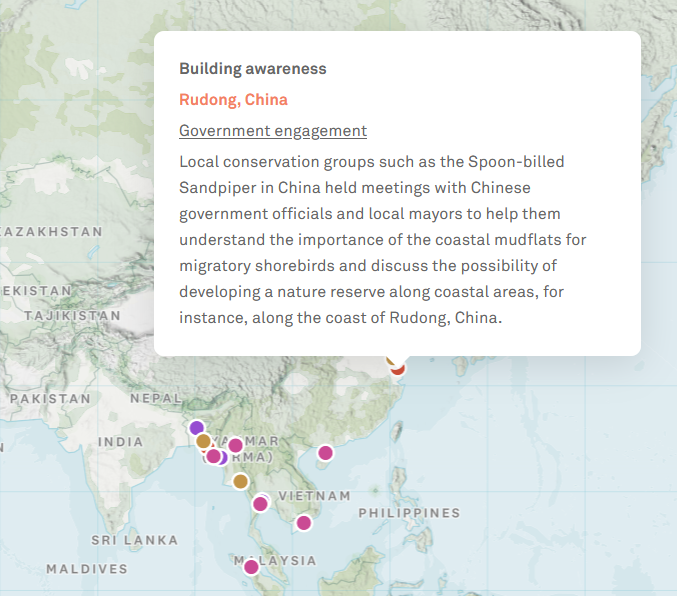 Building awareness
Rudong, China
Government engagement
Local conservation groups such as the Spoon-billed
Sandpiper in China held meetings with Chinese
government officials and local mayors to help them
understand the importance of the coastal mudflats for
migratory shorebirds and discuss the possibility of
developing a nature reserve along coastal areas, for
instance, along the coast of Rudong, China.
AZAKHSTAN
EKISTAN
TAJIKISTAN
PAKISTAN
NEPAL
INDIA
VIETNAM
PHILIPPINES
SRI LANKA
MALDIVES